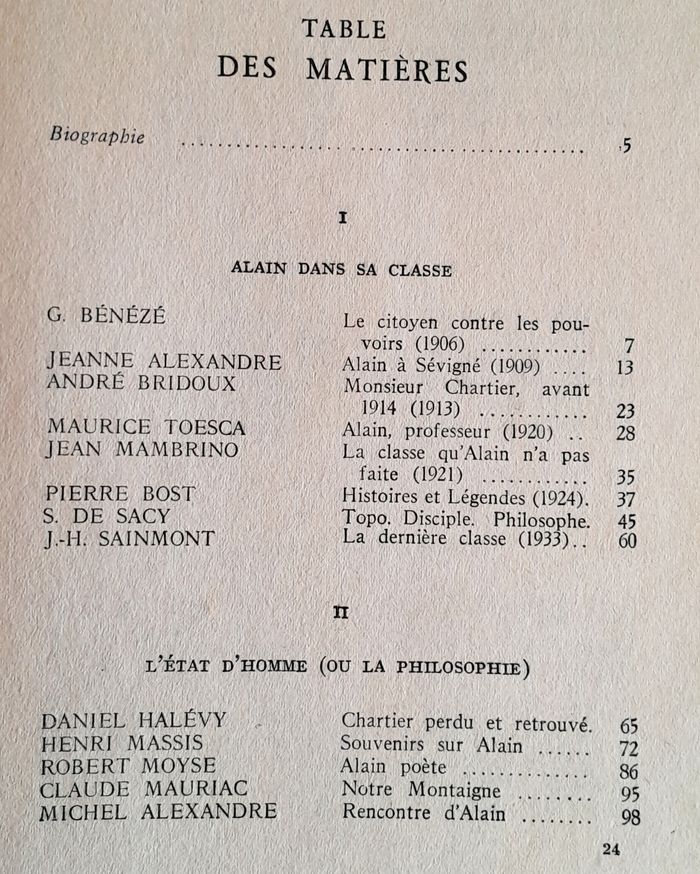 TABLE
DES MATIÈRES
Biographie ........................................ 5
I
ALAIN DANS SA CLASSE
G. BÉNÉZÉ Le citoyen contre les pou-
voirs (1906) ............ 7
JEANNE ALEXANDRE Alain à Sévigné (1909) .... 13
ANDRÉ BRIDOUX Monsieur Chartier, avant
1914 (1913) ............ 23
MAURICE TOESCA Alain, professeur (1920) .. 28
JEAN MAMBRINO La classe qu'Alain n'a pas
faite (1921) ............ 35
PIERRE BOST Histoires et Légendes (1924). 37
S. DE SACY Topo. Disciple. Philosophe. 45
J.-H. SAINMONT La dernière classe (1933).. 60
II
L'ÉTAT D'HOMME (OU LA PHILOSOPHIE)
DANIEL HALÉVY Chartier perdu et retrouvé. 65
HENRI MASSIS Souvenirs sur Alain ...... 72
ROBERT MOYSE Alain poète ............. 86
CLAUDE MAURIAC Notre Montaigne ........ 95
MICHEL ALEXANDRE Rencontre d'Alain ........ 98
24